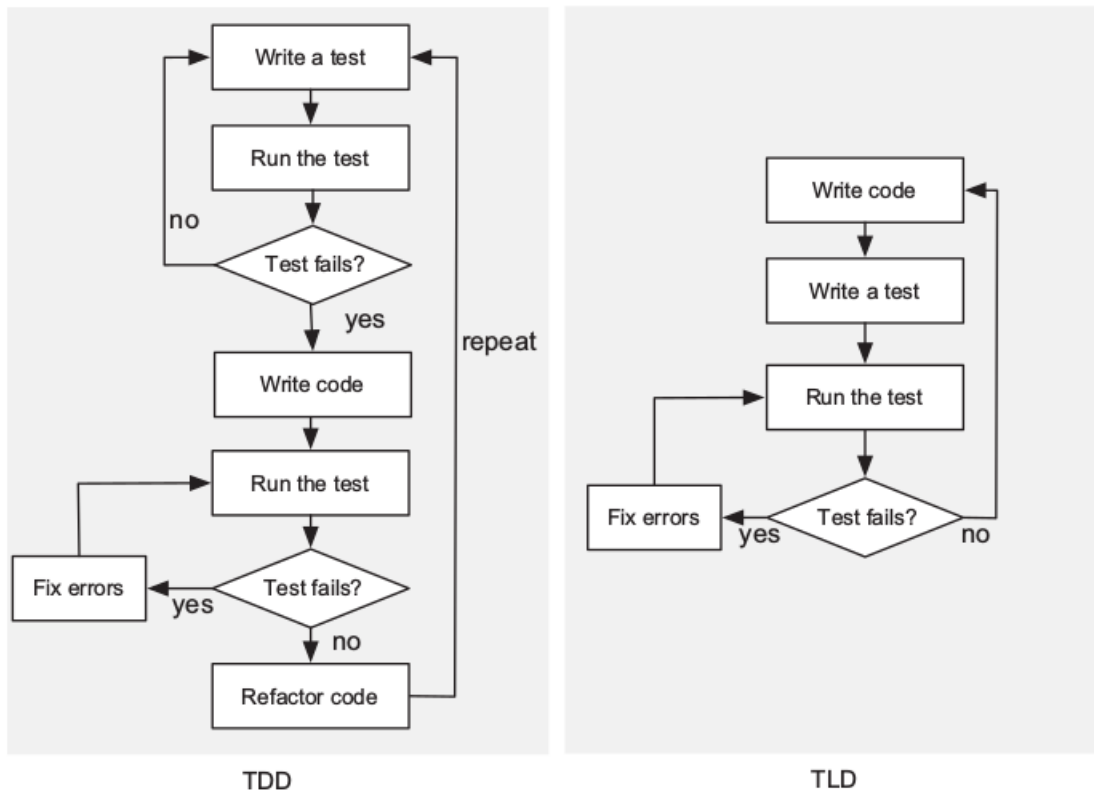 Write a test
Run the test
no
Test fails?
yes
repeat
Write code
Run the test
Test fails?
Fix errors
yes
no
Refactor code
TDD
Write code
Write a test
Run the test
Test fails?
Fix errors
yes
no
TLD